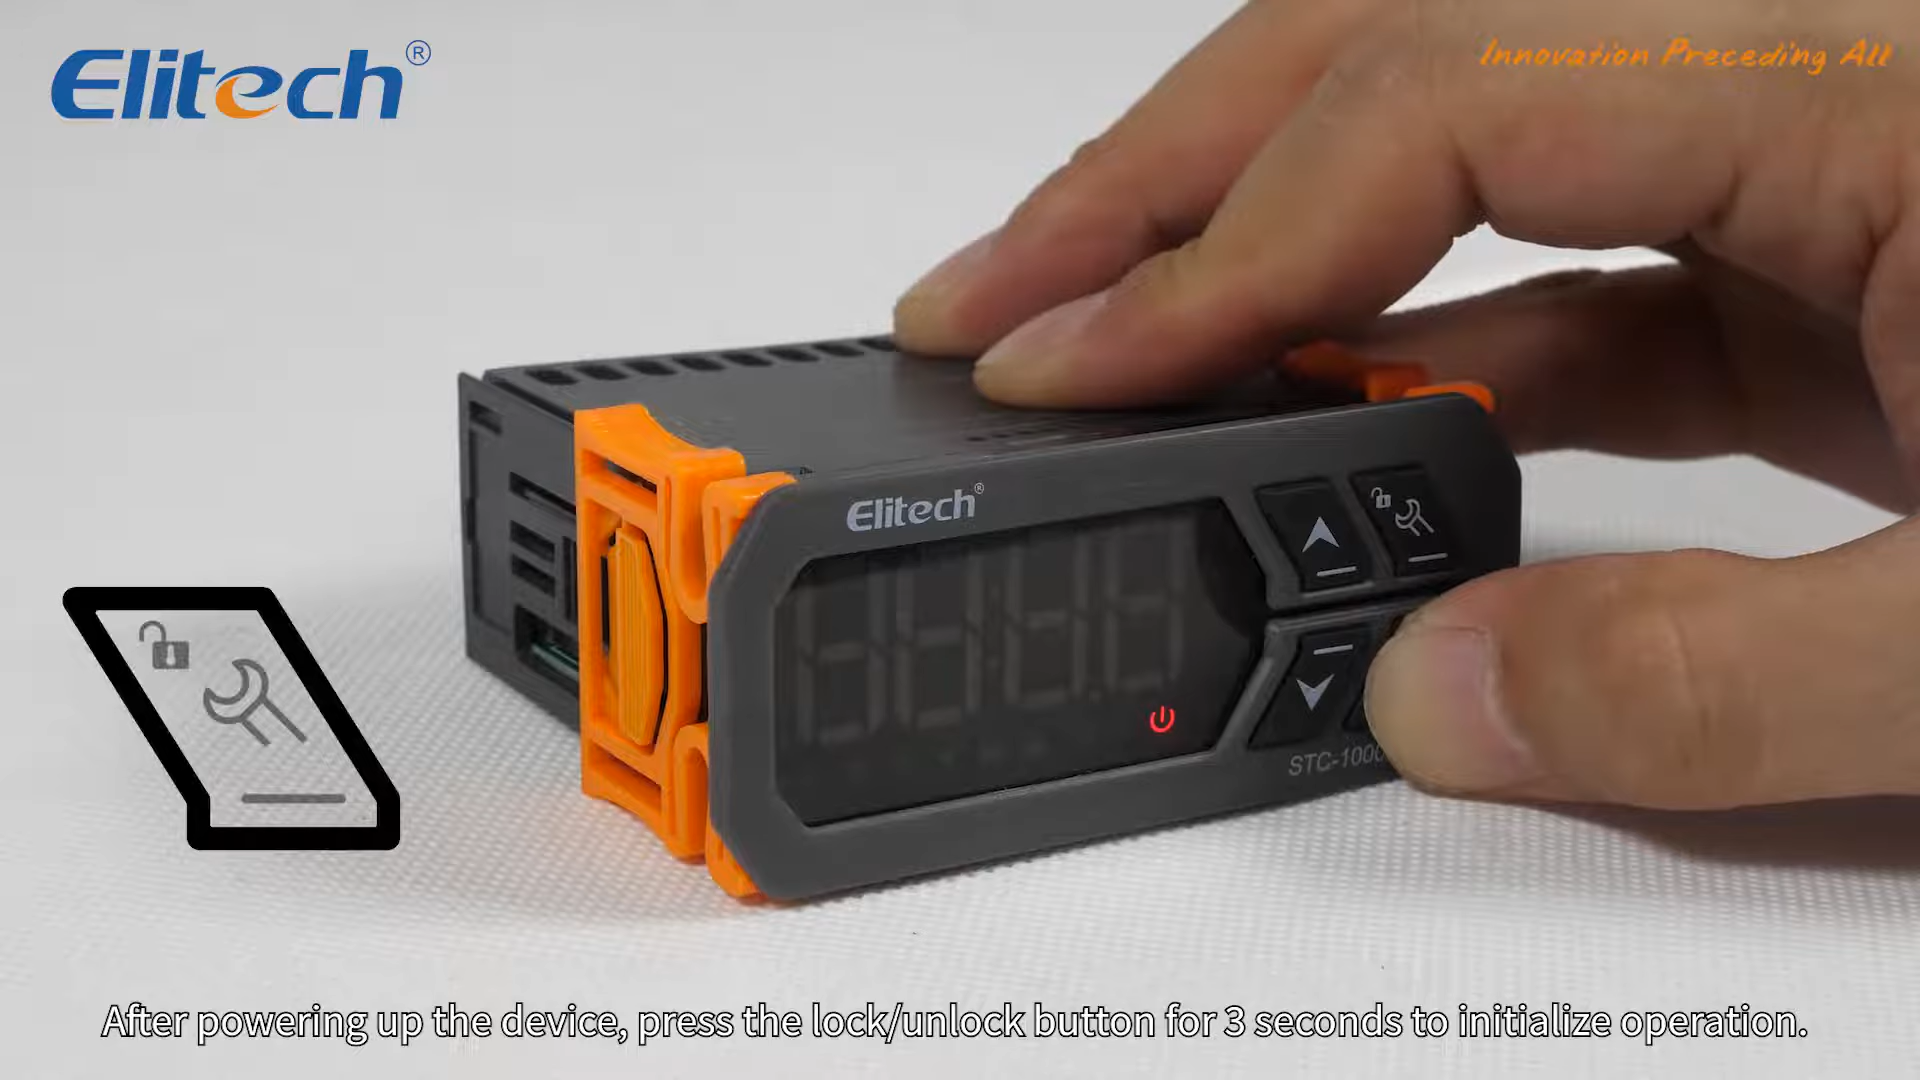 Elitech®
Innovation Preceding All
Elitech®
STC-1000
After powering up the device, press the lock/unlock button for 3 seconds to initialize operation.